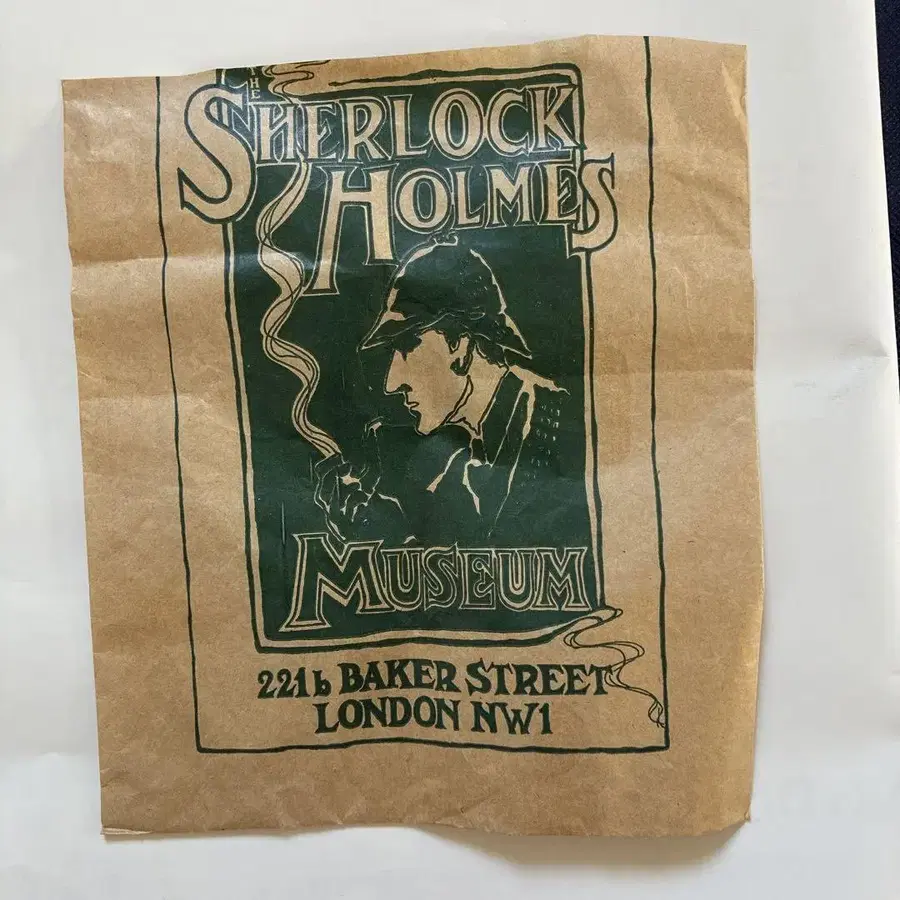 THE
SHERLOCK
HOLMES
MUSEUM
221b BAKER STREET
LONDON NW1